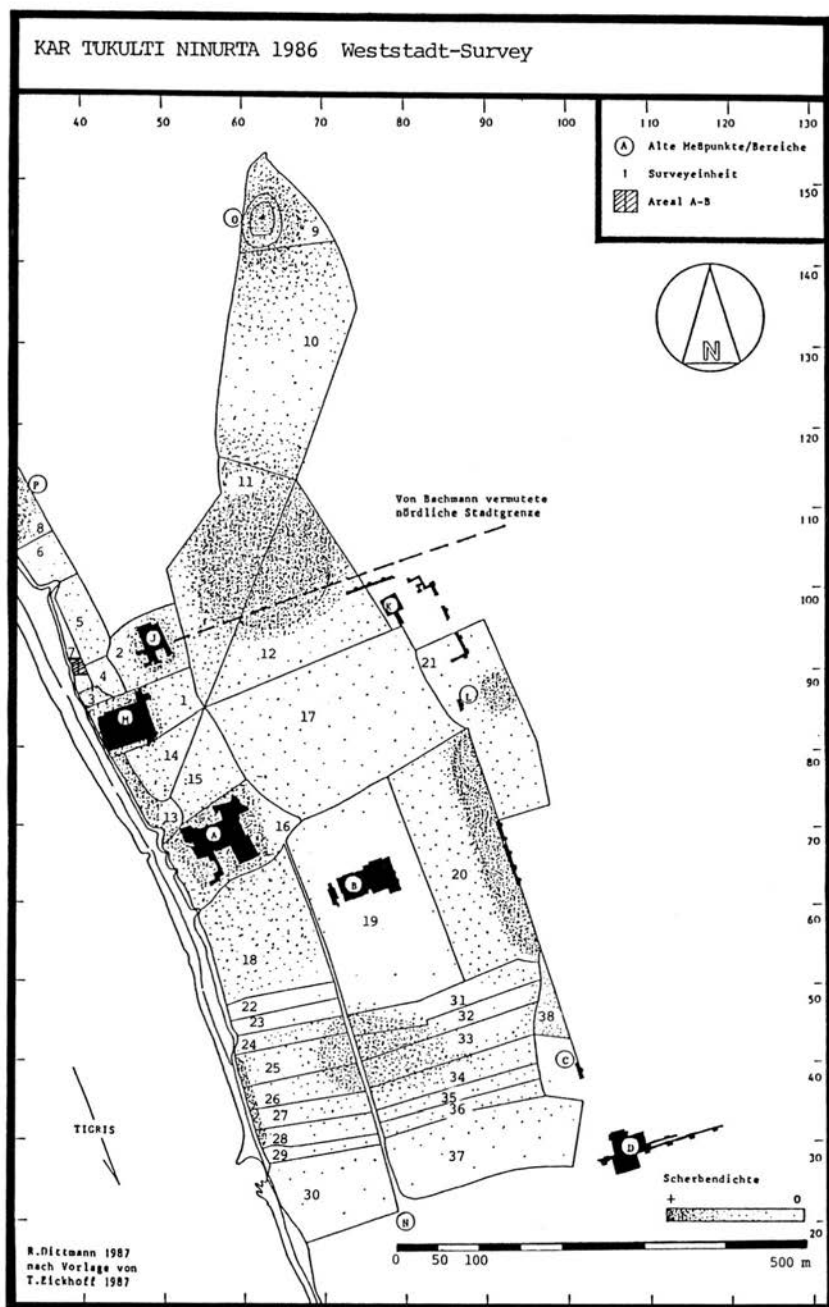 KAR TUKULTI NINURTA 1986 Weststadt-Survey
40 50 60 70 80 90 100 110 120 130
A Alte Meßpunkte/Bereiche
1 Surveyeinheit
Areal A-B
150
O
9
140
10
N
130
120
11
P
Von Bachmann vermutete
nördliche Stadtgrenze
110
8
6
100
K
5
J
2
12
90
7
4
21
3
M
1
L
17
14
80
15
13
A
16
70
20
B
60
19
18
50
22
31
23
32
38
24
33
C
25
40
34
26
35
27
36
TIGRIS
28
D
29
37
30
30
Scherbendichte
+ 0
N
20
R.Dittmann 1987
nach Vorlage von
T.Eickhoff 1987
0 50 100 500 m